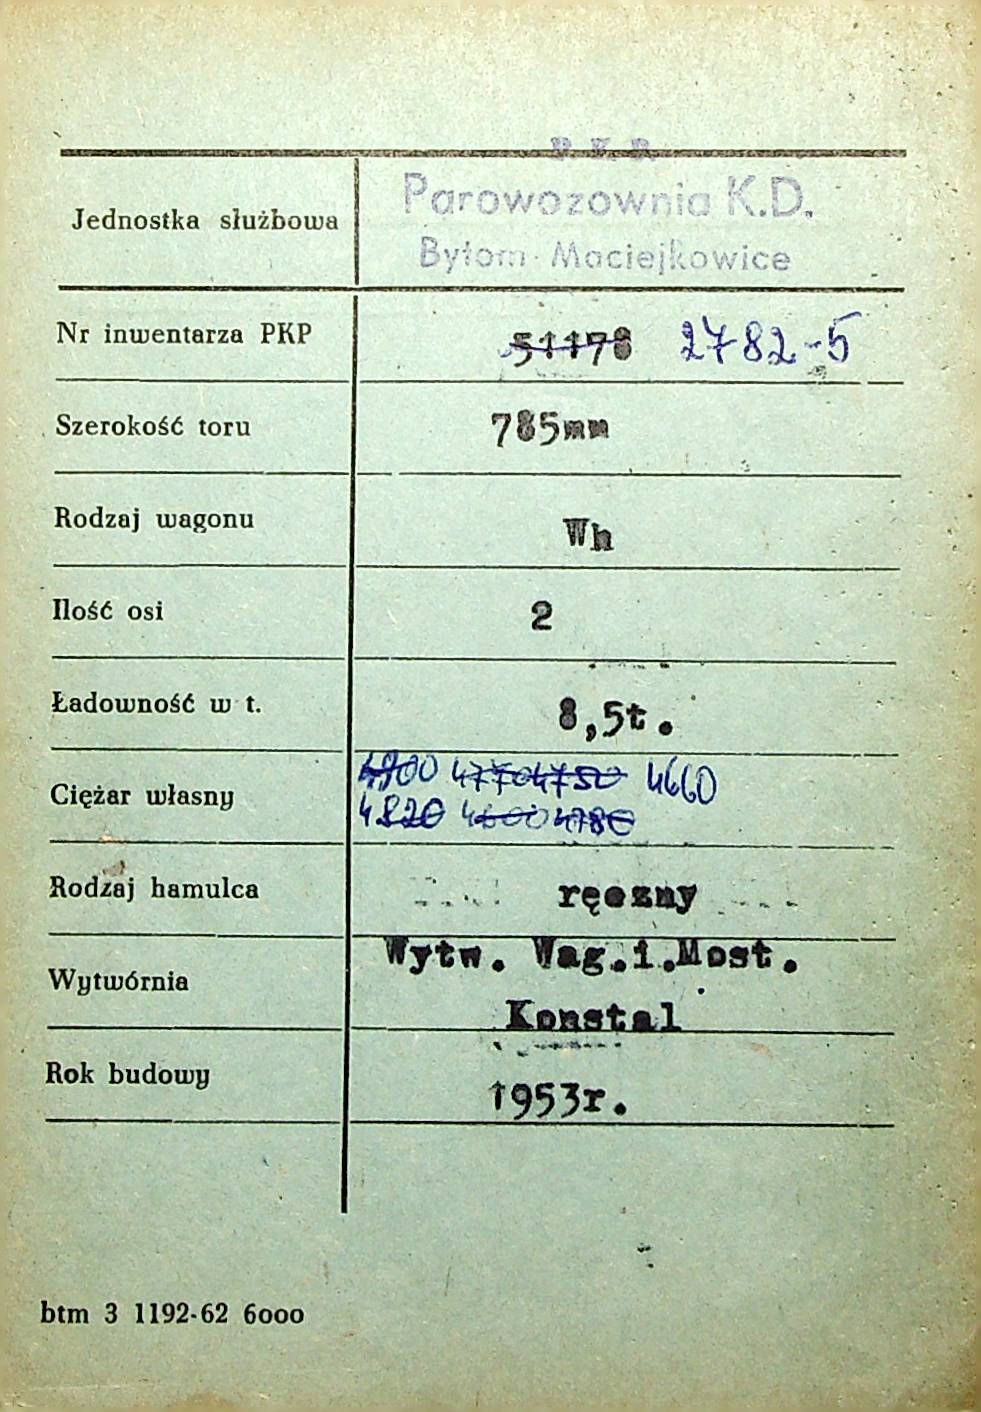 P. K. P.
Parowozownia K.D.
Jednostka służbowa
Bytom-Maciejkowice
Nr inwentarza PKP 51178 2782-5
Szerokość toru 785mm
Rodzaj wagonu Wh
Ilość osi 2
Ładowność w t. 8,5t.
4900 4770 4750 4660
Ciężar własny
4820 4600 4780
Rodzaj hamulca ręczny
Wytw. Wag.i.Most.
Wytwórnia
Konstal
Rok budowy 1953r.
btm 3 1192-62 6000